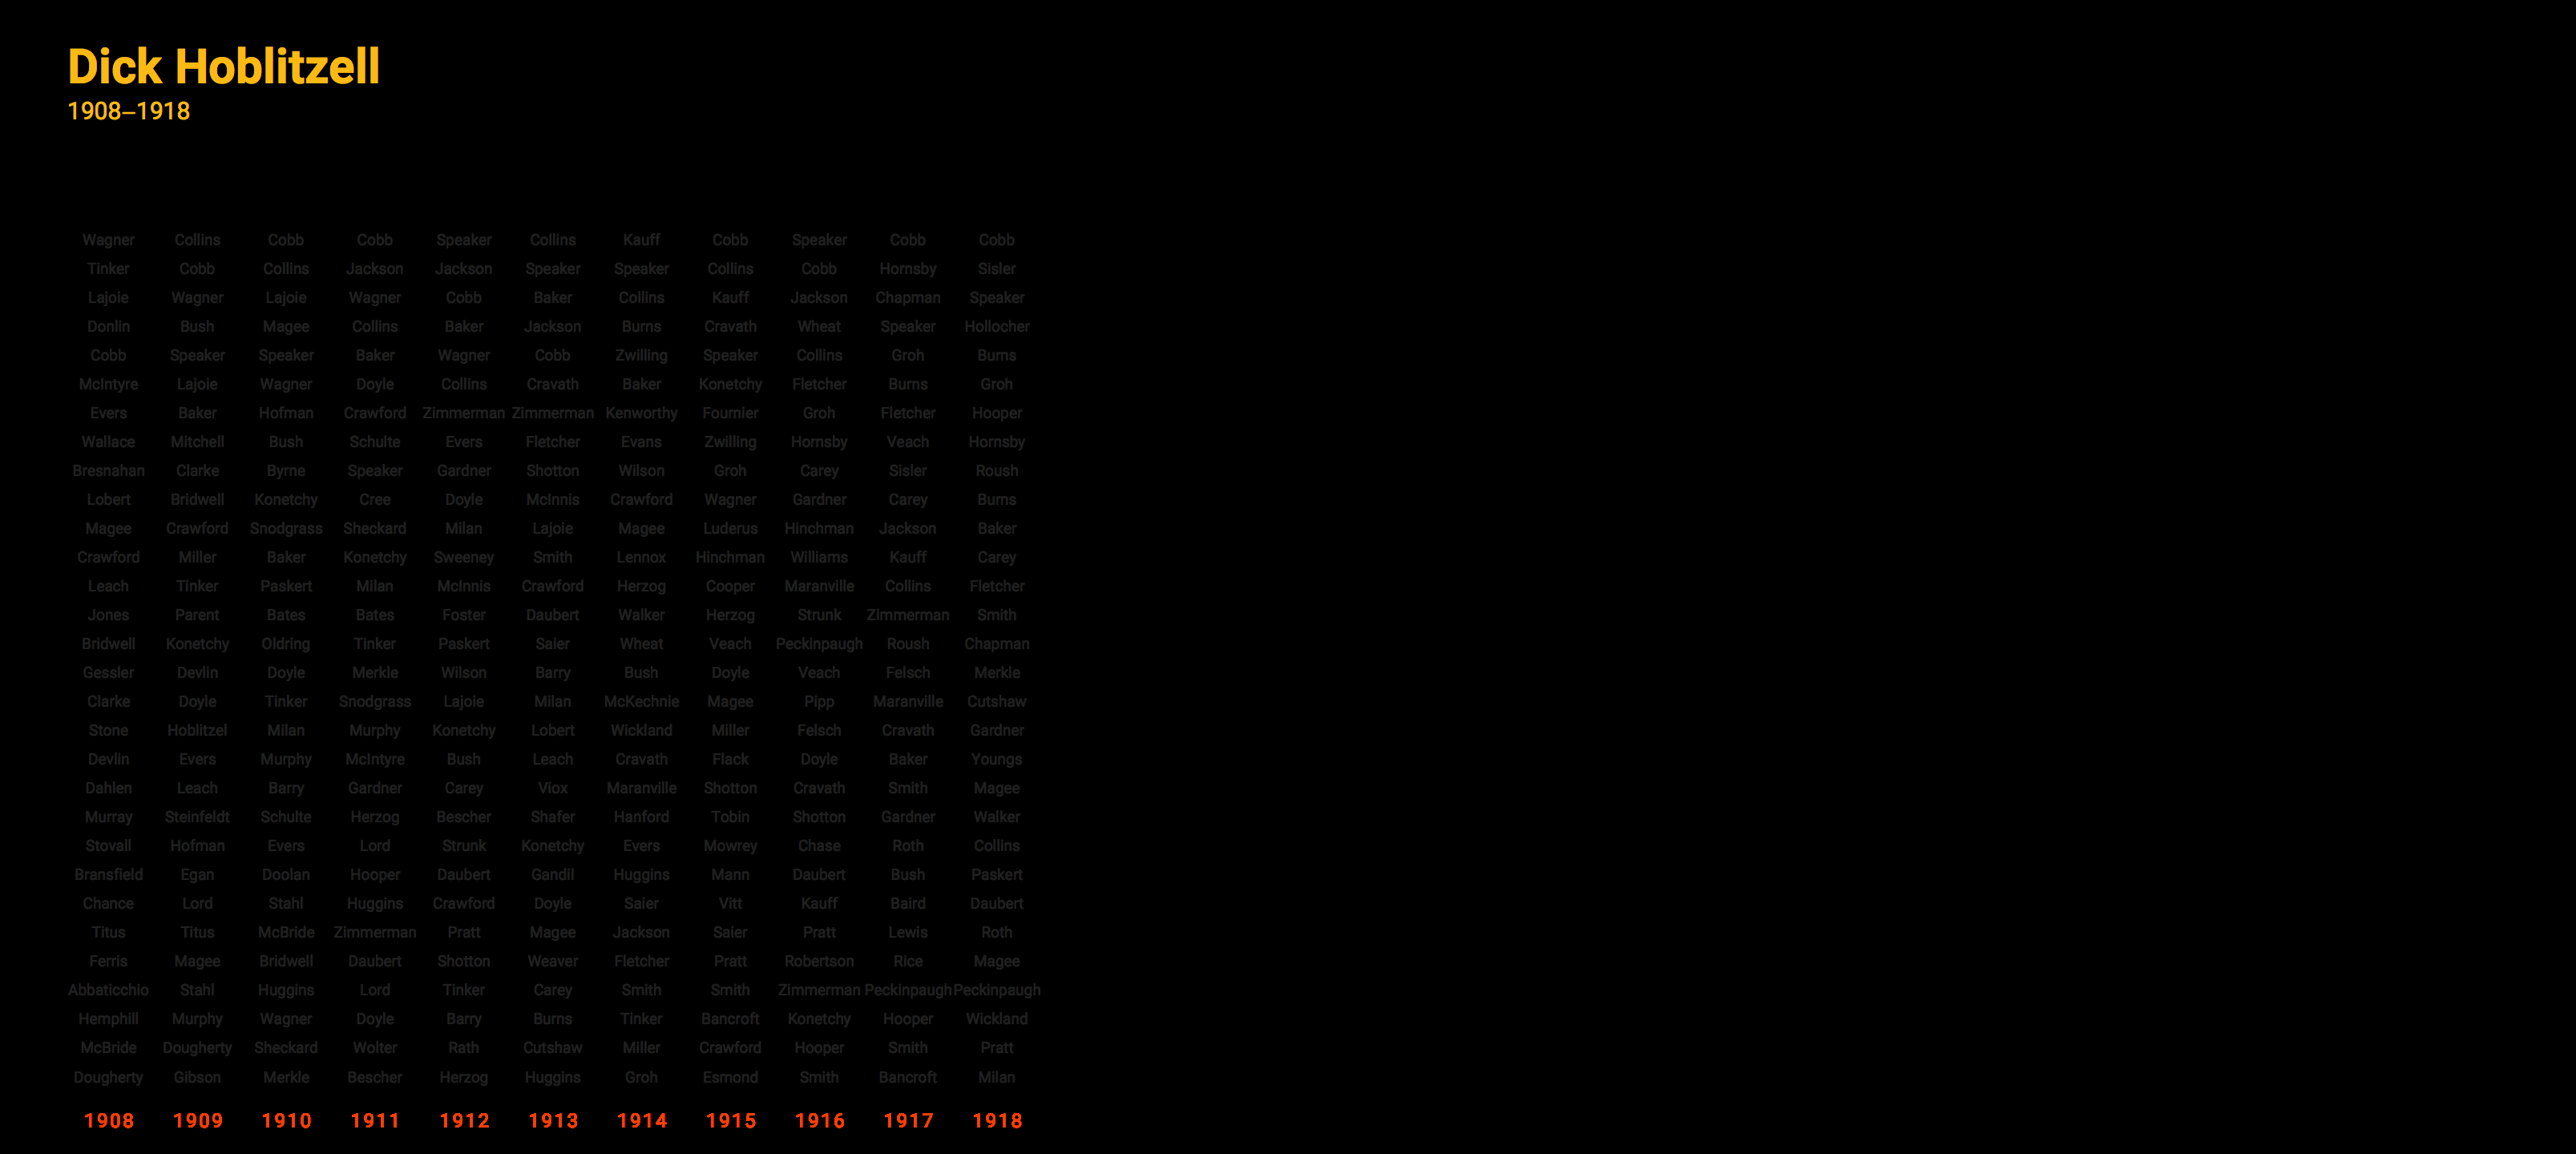 Dick Hoblitzell
1908–1918
Wagner Collins Cobb Cobb Speaker Collins Kauff Cobb Speaker Cobb Cobb
Tinker Cobb Collins Jackson Jackson Speaker Speaker Collins Cobb Hornsby Sisler
Lajoie Wagner Lajoie Wagner Cobb Baker Collins Kauff Jackson Chapman Speaker
Donlin Bush Magee Collins Baker Jackson Burns Cravath Wheat Speaker Hollocher
Cobb Speaker Speaker Baker Wagner Cobb Zwilling Speaker Collins Groh Burns
McIntyre Lajoie Wagner Doyle Collins Cravath Baker Konetchy Fletcher Burns Groh
Evers Baker Hofman Crawford Zimmerman Zimmerman Kenworthy Fournier Groh Fletcher Hooper
Wallace Mitchell Bush Schulte Evers Fletcher Evans Zwilling Hornsby Veach Hornsby
Bresnahan Clarke Byrne Speaker Gardner Shotton Wilson Groh Carey Sisler Roush
Lobert Bridwell Konetchy Cree Doyle McInnis Crawford Wagner Gardner Carey Burns
Magee Crawford Snodgrass Sheckard Milan Lajoie Magee Luderus Hinchman Jackson Baker
Crawford Miller Baker Konetchy Sweeney Smith Lennox Hinchman Williams Kauff Carey
Leach Tinker Paskert Milan McInnis Crawford Herzog Cooper Maranville Collins Fletcher
Jones Parent Bates Bates Foster Daubert Walker Herzog Strunk Zimmerman Smith
Bridwell Konetchy Oldring Tinker Paskert Saier Wheat Veach Peckinpaugh Roush Chapman
Gessler Devlin Doyle Merkle Wilson Barry Bush Doyle Veach Felsch Merkle
Clarke Doyle Tinker Snodgrass Lajoie Milan McKechnie Magee Pipp Maranville Cutshaw
Stone Hoblitzel Milan Murphy Konetchy Lobert Wickland Miller Felsch Cravath Gardner
Devlin Evers Murphy McIntyre Bush Leach Cravath Flack Doyle Baker Youngs
Dahlen Leach Barry Gardner Carey Viox Maranville Shotton Cravath Smith Magee
Murray Steinfeldt Schulte Herzog Bescher Shafer Hanford Tobin Shotton Gardner Walker
Stovall Hofman Evers Lord Strunk Konetchy Evers Mowrey Chase Roth Collins
Bransfield Egan Doolan Hooper Daubert Gandil Huggins Mann Daubert Bush Paskert
Chance Lord Stahl Huggins Crawford Doyle Saier Vitt Kauff Baird Daubert
Titus Titus McBride Zimmerman Pratt Magee Jackson Saier Pratt Lewis Roth
Ferris Magee Bridwell Daubert Shotton Weaver Fletcher Pratt Robertson Rice Magee
Abbaticchio Stahl Huggins Lord Tinker Carey Smith Smith Zimmerman Peckinpaugh Peckinpaugh
Hemphill Murphy Wagner Doyle Barry Burns Tinker Bancroft Konetchy Hooper Wickland
McBride Dougherty Sheckard Wolter Rath Cutshaw Miller Crawford Hooper Smith Pratt
Dougherty Gibson Merkle Bescher Herzog Huggins Groh Esmond Smith Bancroft Milan
1908 1909 1910 1911 1912 1913 1914 1915 1916 1917 1918